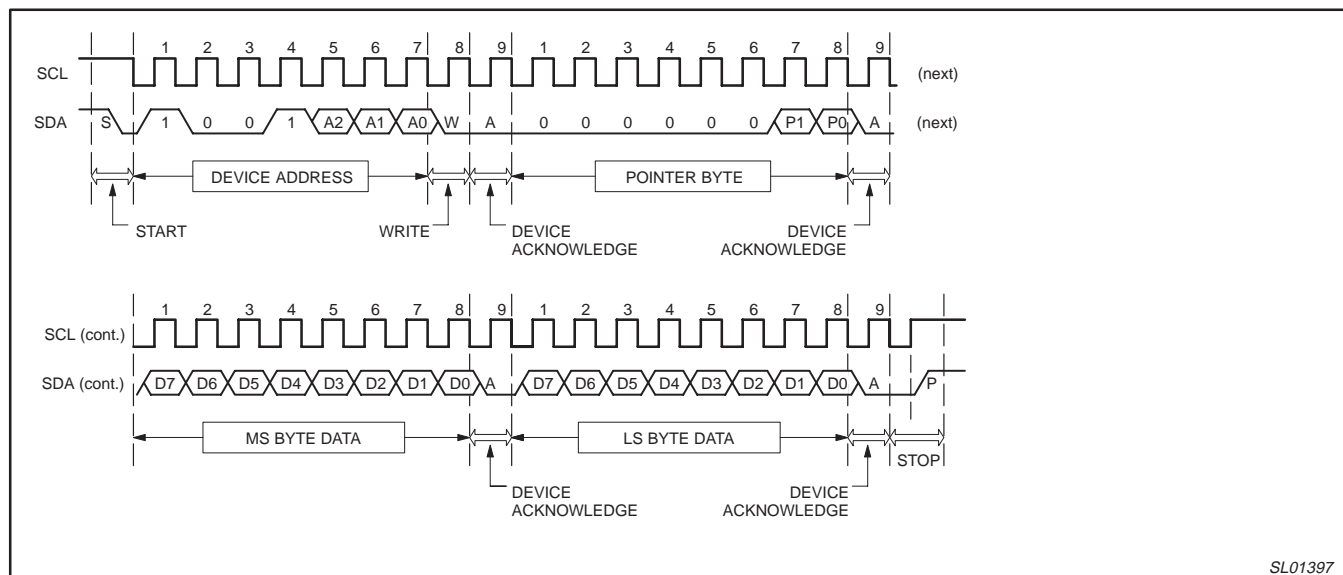 1 2 3 4 5 6 7 8 9 1 2 3 4 5 6 7 8 9
SCL (next)
SDA S 1 0 0 1 A2 A1 A0 W A 0 0 0 0 0 0 P1 P0 A (next)
DEVICE ADDRESS POINTER BYTE
START WRITE DEVICE DEVICE
ACKNOWLEDGE ACKNOWLEDGE
1 2 3 4 5 6 7 8 9 1 2 3 4 5 6 7 8 9
SCL (cont.)
SDA (cont.) D7 D6 D5 D4 D3 D2 D1 D0 A D7 D6 D5 D4 D3 D2 D1 D0 A P
MS BYTE DATA LS BYTE DATA
STOP
DEVICE DEVICE
ACKNOWLEDGE ACKNOWLEDGE
SL01397